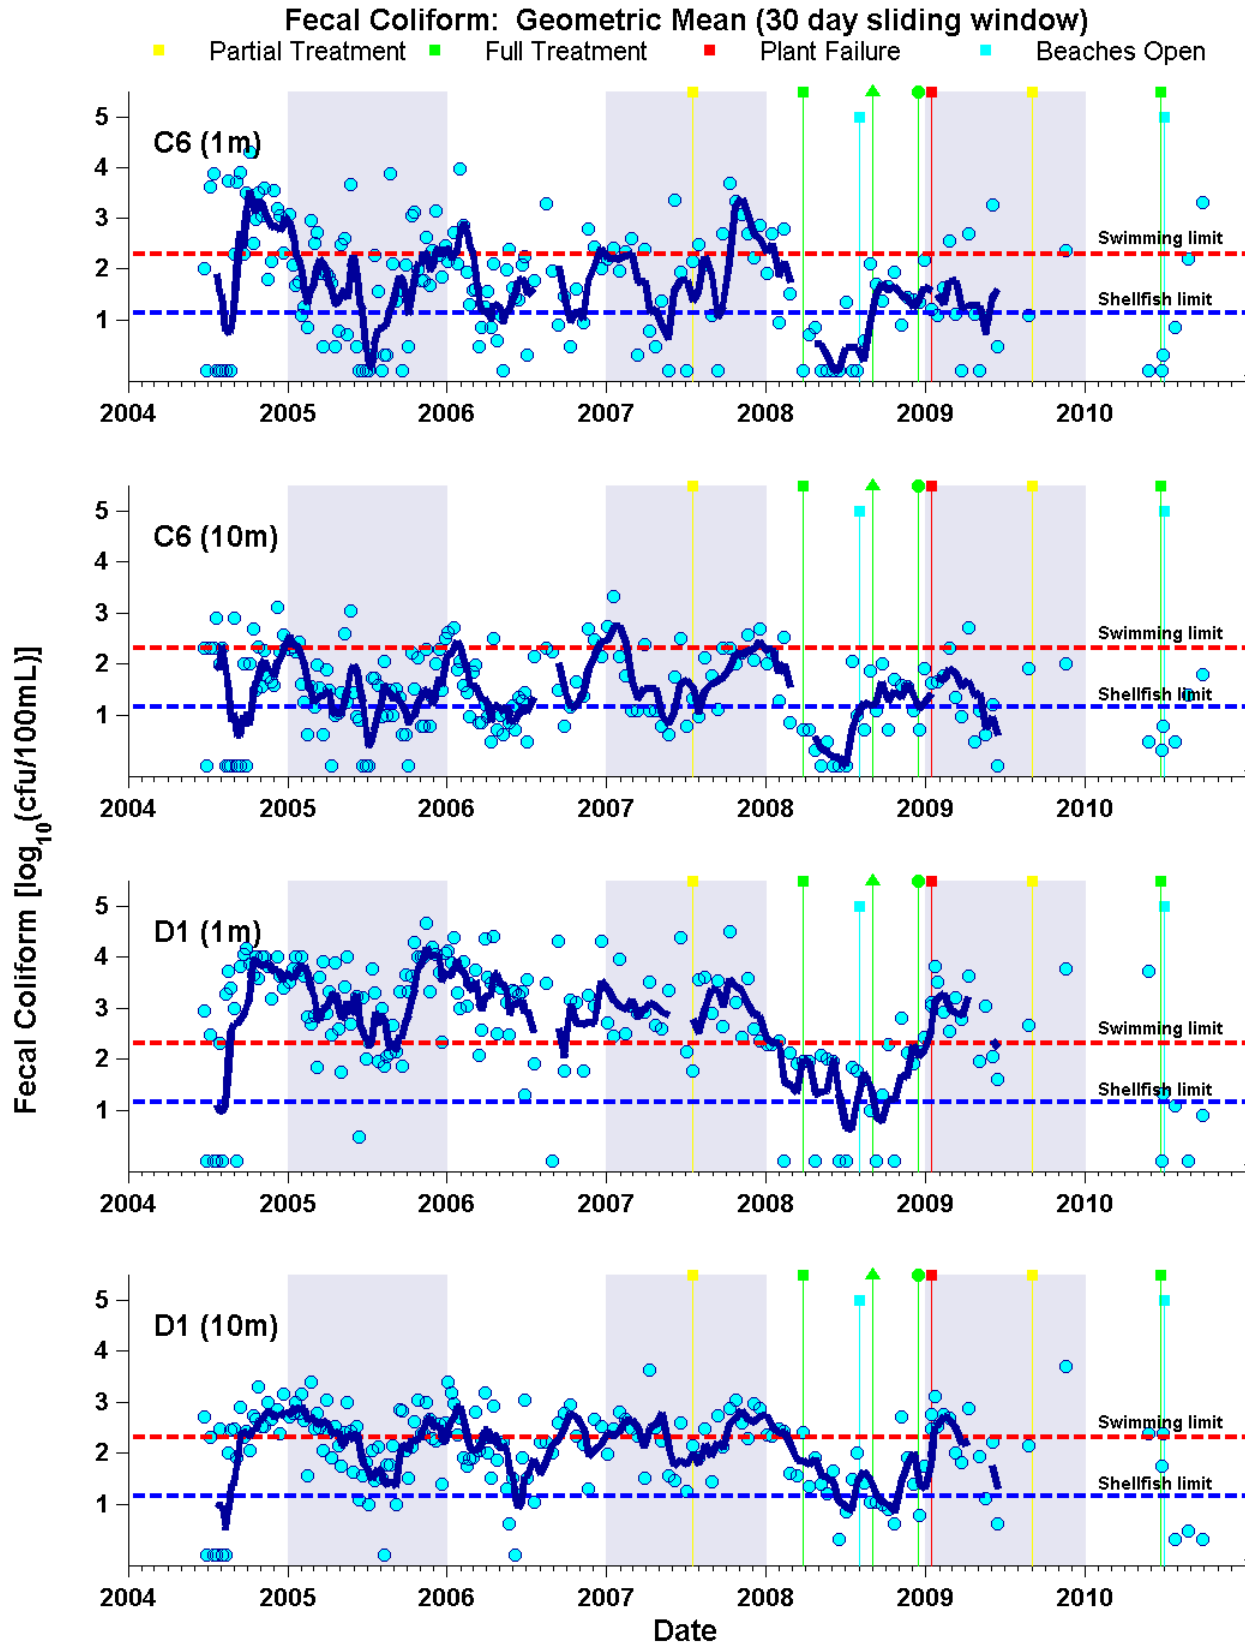 Fecal Coliform: Geometric Mean (30 day sliding window)
Partial Treatment Full Treatment Plant Failure Beaches Open
C6 (1m)
5
4
3
2
1
Swimming limit
Shellfish limit
2004 2005 2006 2007 2008 2009 2010
C6 (10m)
5
4
3
2
1
Swimming limit
Shellfish limit
2004 2005 2006 2007 2008 2009 2010
Fecal Coliform [log10(cfu/100mL)]
D1 (1m)
5
4
3
2
1
Swimming limit
Shellfish limit
2004 2005 2006 2007 2008 2009 2010
D1 (10m)
5
4
3
2
1
Swimming limit
Shellfish limit
2004 2005 2006 2007 2008 2009 2010
Date